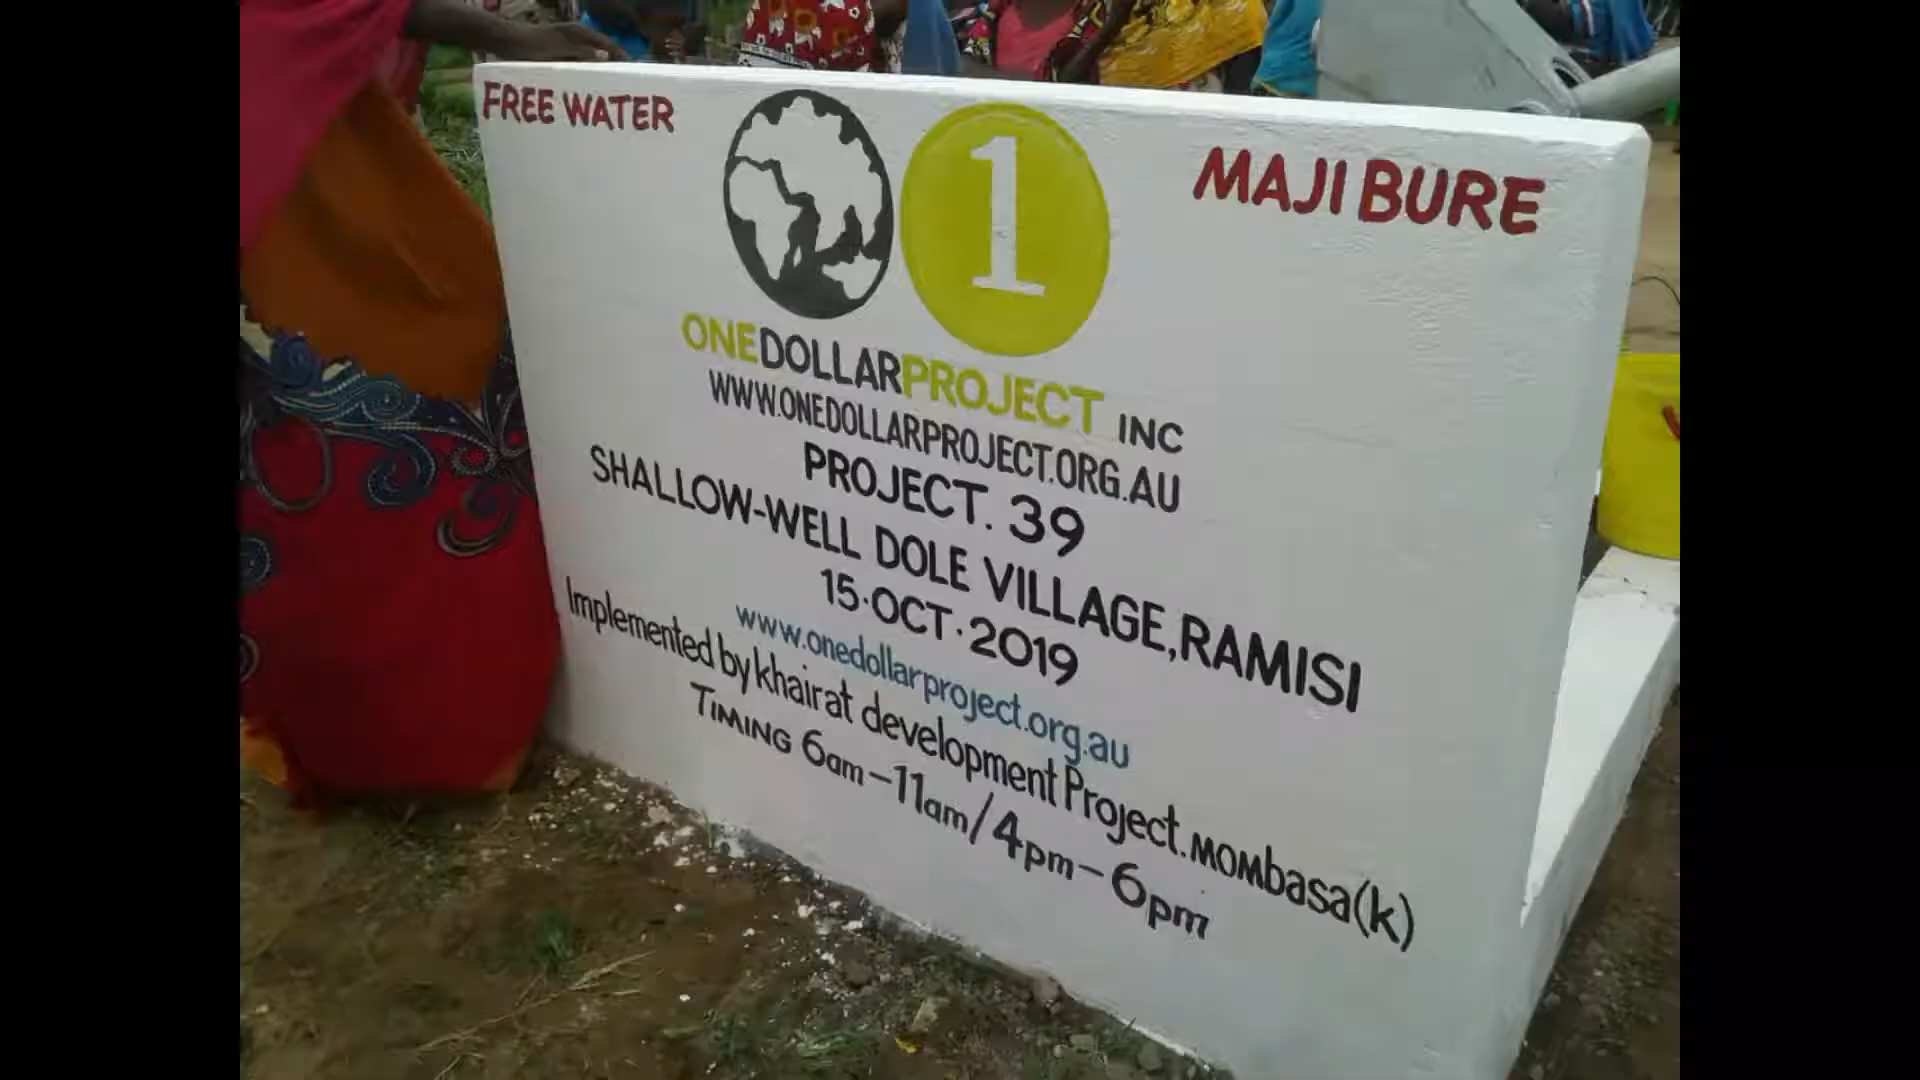 FREE WATER
MAJI BURE
1
ONEDOLLARPROJECT INC
WWW.ONEDOLLARPROJECT.ORG.AU
PROJECT. 39
SHALLOW-WELL DOLE VILLAGE, RAMISI
15·OCT·2019
www.onedollarproject.org.au
Implemented by khairat development Project. MOMbasa(k)
TIMING 6am-11am/4pm-6pm